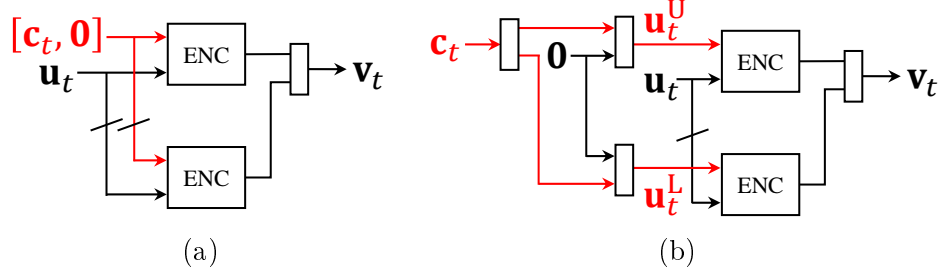 [c_t, 0]
u_t
ENC
v_t
ENC
(a)
c_t
0
u_t^U
u_t
ENC
v_t
ENC
u_t^L
(b)